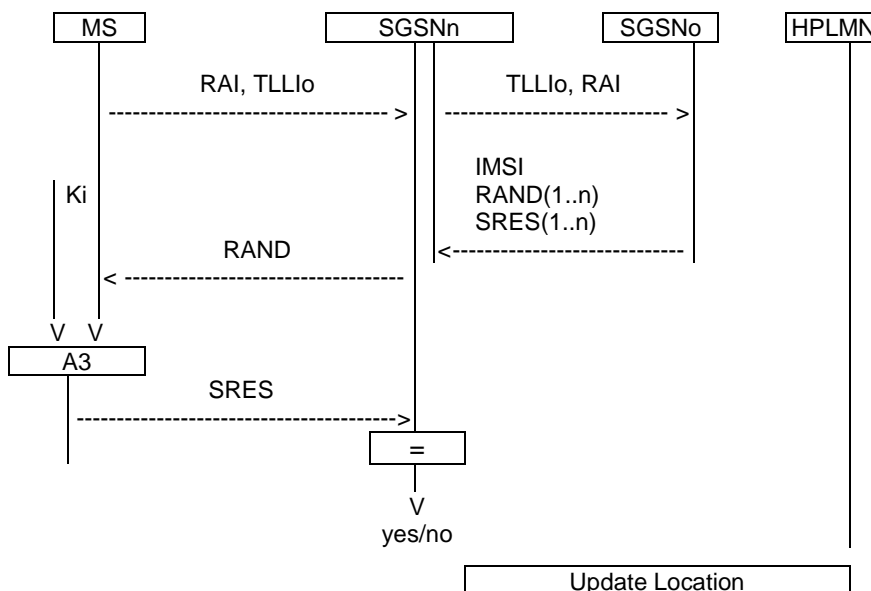 MS SGSNn SGSNo HPLMN
RAI, TLLIo TLLIo, RAI
------------------------------- > ------------------------- >
IMSI
Ki RAND(1..n)
SRES(1..n)
RAND <--------------------------
< -------------------------------
V V
A3
SRES
------------------------------------->
=
V
yes/no
Update Location